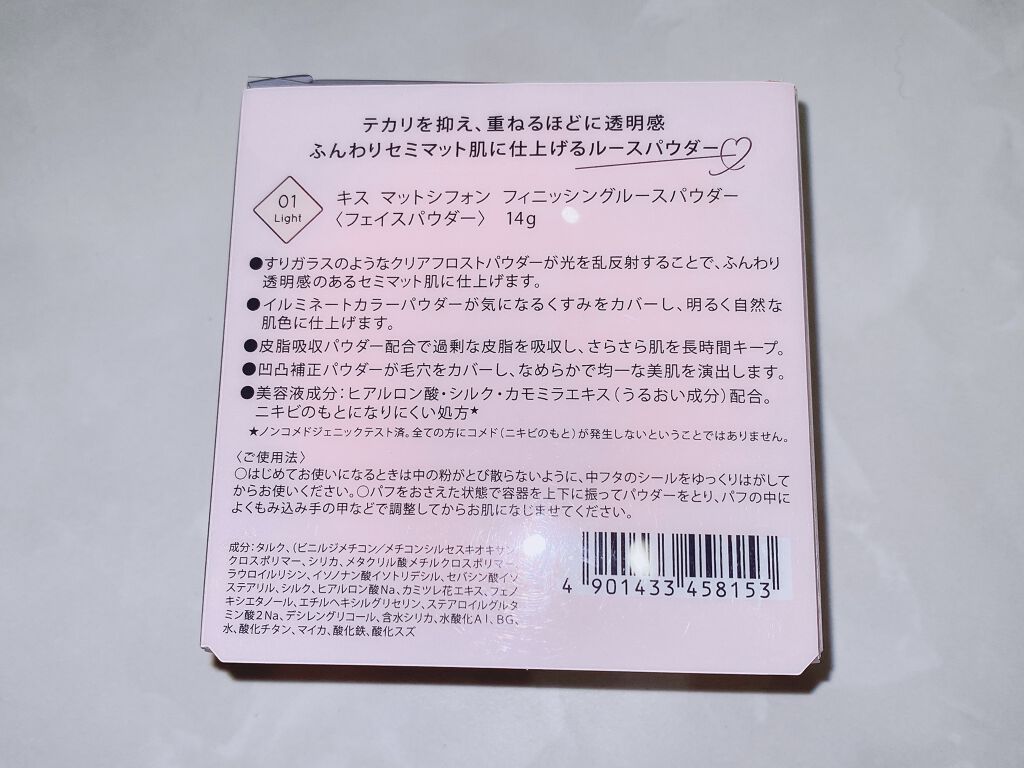 テカリを抑え、重ねるほどに透明感
ふんわりセミマット肌に仕上げるルースパウダー
01
Light
キス マットシフォン フィニッシングルースパウダー
〈フェイスパウダー〉 14g
●すりガラスのようなクリアフロストパウダーが光を乱反射することで、ふんわり
透明感のあるセミマット肌に仕上げます。
●イルミネートカラーパウダーが気になるくすみをカバーし、明るく自然な
肌色に仕上げます。
●皮脂吸収パウダー配合で過剰な皮脂を吸収し、さらさら肌を長時間キープ。
●凹凸補正パウダーが毛穴をカバーし、なめらかで均一な美肌を演出します。
●美容液成分:ヒアルロン酸・シルク・カモミラエキス(うるおい成分)配合。
ニキビのもとになりにくい処方★
★ノンコメドジェニックテスト済。全ての方にコメド(ニキビのもと)が発生しないということではありません。
〈ご使用法〉
○はじめてお使いになるときは中の粉がとび散らないように、中フタのシールをゆっくりはがして
からお使いください。○パフをおさえた状態で容器を上下に振ってパウダーをとり、パフの中に
よくもみ込み手の甲などで調整してからお肌になじませてください。
成分:タルク、(ビニルジメチコン/メチコンシルセスキオキサン)
クロスポリマー、シリカ、メタクリル酸メチルクロスポリマー、
ラウロイルリシン、イソノナン酸イソトリデシル、セバシン酸イソ
ステアリル、シルク、ヒアルロン酸Na、カミツレ花エキス、フェノ
キシエタノール、エチルヘキシルグリセリン、ステアロイルグルタ
ミン酸2Na、デシレングリコール、含水シリカ、水酸化Al、BG、
水、酸化チタン、マイカ、酸化鉄、酸化スズ
4 901433 458153